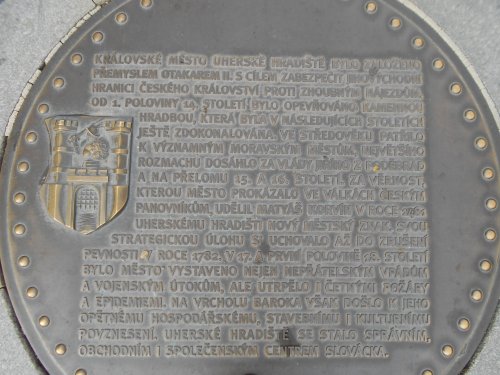 KRÁLOVSKÉ MĚSTO UHERSKÉ HRADIŠTĚ BYLO ZALOŽENO
PŘEMYSLEM OTAKAREM II. S CÍLEM ZABEZPEČIT JIHOVÝCHODNÍ
HRANICI ČESKÉHO KRÁLOVSTVÍ PROTI ZHOUBNÝM NÁJEZDŮM.
OD 1. POLOVINY 14. STOLETÍ BYLO OPEVŇOVÁNO KAMENNOU
HRADBOU, KTERÁ BYLA V NÁSLEDUJÍCÍCH STOLETÍCH
JEŠTĚ ZDOKONALOVÁNA. VE STŘEDOVĚKU PATŘILO
K VÝZNAMNÝM MORAVSKÝM MĚSTŮM. NEJVĚTŠÍHO
ROZMACHU DOSÁHLO ZA VLÁDY JIŘÍHO Z PODĚBRAD
A NA PŘELOMU 15. A 16. STOLETÍ. ZA VĚRNOST,
KTEROU MĚSTO PROKÁZALO VE VÁLKÁCH ČESKÝM
PANOVNÍKŮM, UDĚLIL MATYÁŠ KORVÍN V ROCE
UHERSKÉMU HRADIŠTI NOVÝ MĚSTSKÝ ZNAK. SVOU
STRATEGICKOU ÚLOHU SI UCHOVALO AŽ DO ZRUŠENÍ
PEVNOSTI V ROCE 1782. V 17. A PRVNÍ POLOVINĚ 18. STOLETÍ
BYLO MĚSTO VYSTAVENO NEJEN NEPŘÁTELSKÝM VPÁDŮM
A VOJENSKÝM ÚTOKŮM, ALE UTRPĚLO I ČETNÝMI POŽÁRY
A EPIDEMIEMI. NA VRCHOLU BAROKA VŠAK DOŠLO K JEHO
OPĚTNÉMU HOSPODÁŘSKÉMU, STAVEBNÍMU I KULTURNÍMU
POVZNESENÍ. UHERSKÉ HRADIŠTĚ SE STALO SPRÁVNÍM,
OBCHODNÍM I SPOLEČENSKÝM CENTREM SLOVÁCKA.